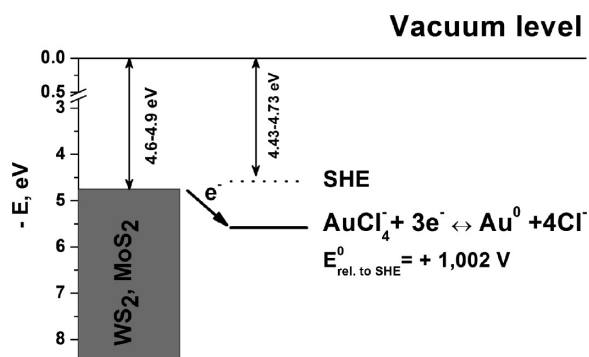 Vacuum level
0.0
0.5
3
4
5
6
7
8
- E, eV
4.6-4.9 eV
4.43-4.73 eV
e⁻
SHE
AuCl₄⁻+ 3e⁻ ↔ Au⁰ +4Cl⁻
E⁰rel. to SHE= + 1,002 V
WS₂, MoS₂